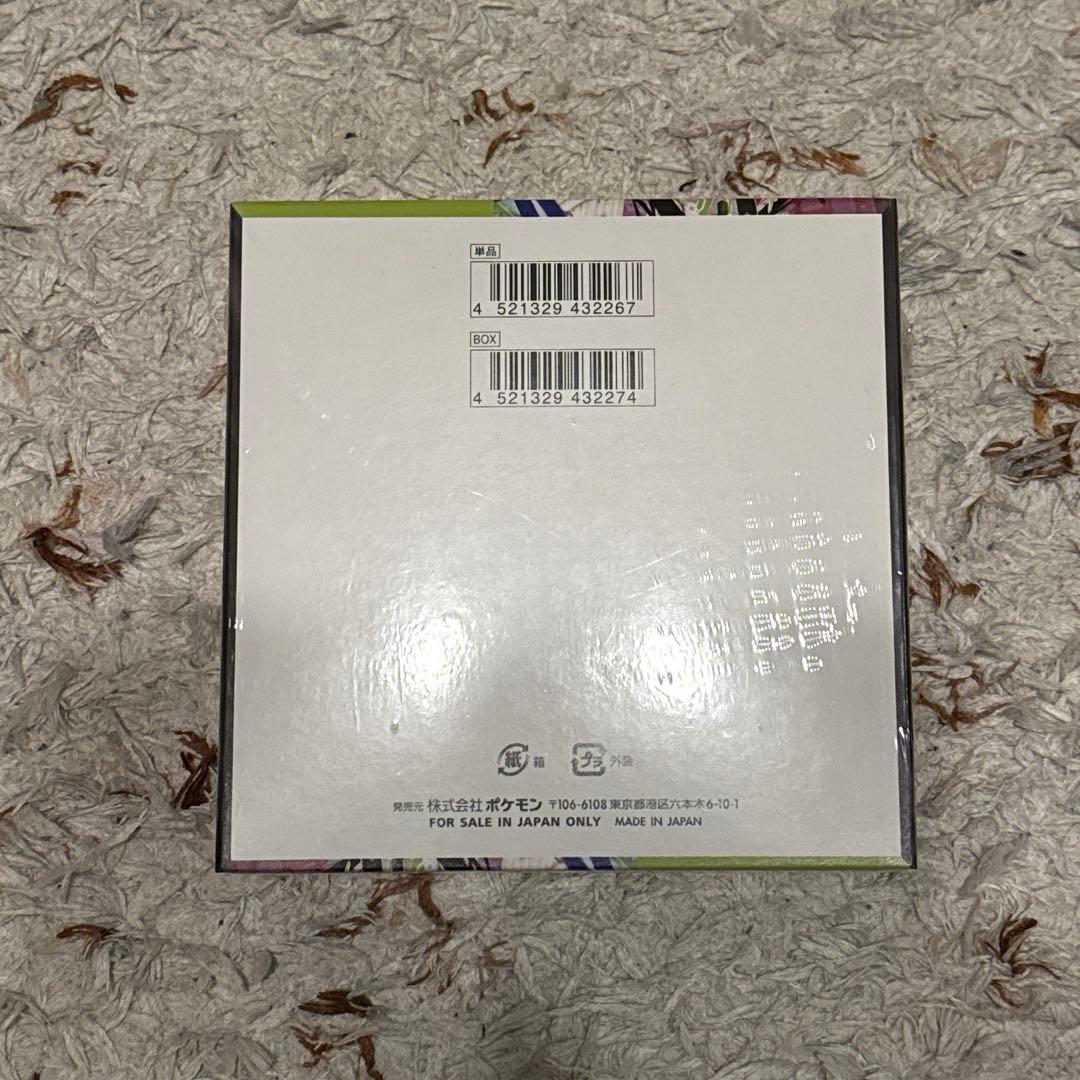 単品
4 521329 432267
BOX
4 521329 432274
紙 箱 プラ 外袋
発売元 株式会社ポケモン 〒106-6108 東京都港区六本木6-10-1
FOR SALE IN JAPAN ONLY MADE IN JAPAN